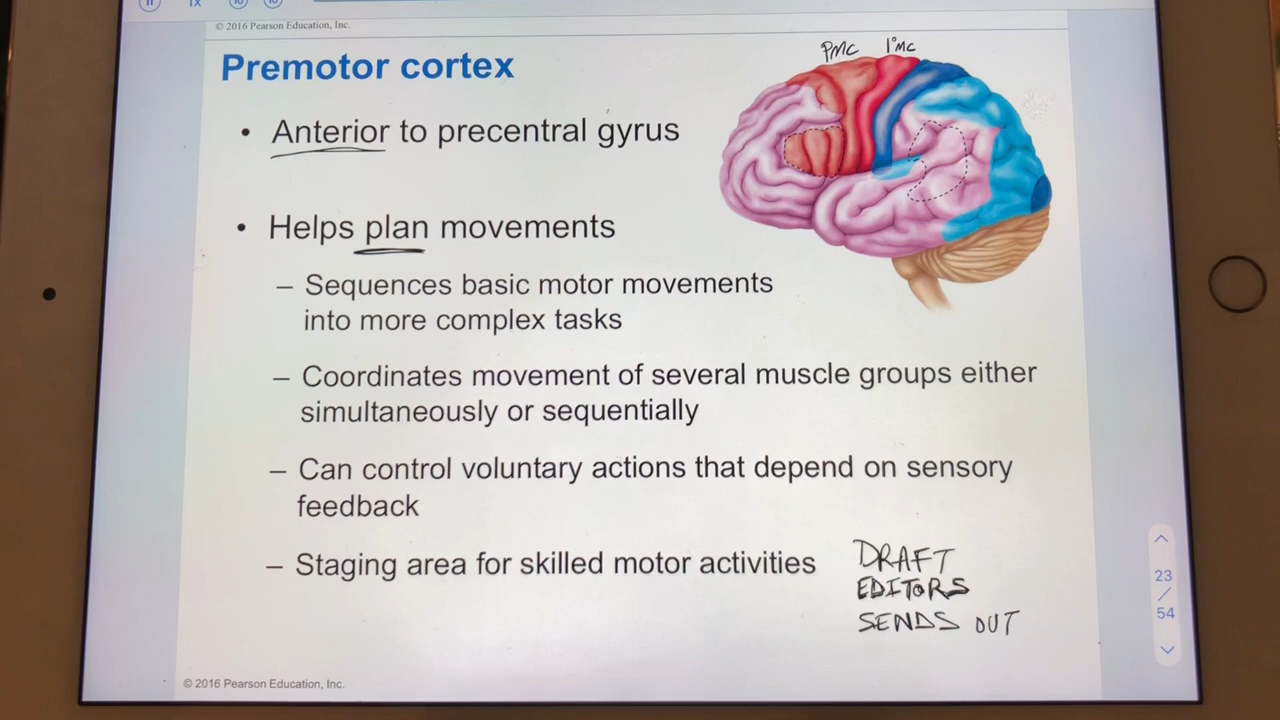 1x
10 10
© 2016 Pearson Education, Inc.
Premotor cortex
PMC 1°MC
• Anterior to precentral gyrus
• Helps plan movements
– Sequences basic motor movements
into more complex tasks
– Coordinates movement of several muscle groups either
simultaneously or sequentially
– Can control voluntary actions that depend on sensory
feedback
– Staging area for skilled motor activities
DRAFT
EDITORS
SENDS OUT
23
/
54
© 2016 Pearson Education, Inc.